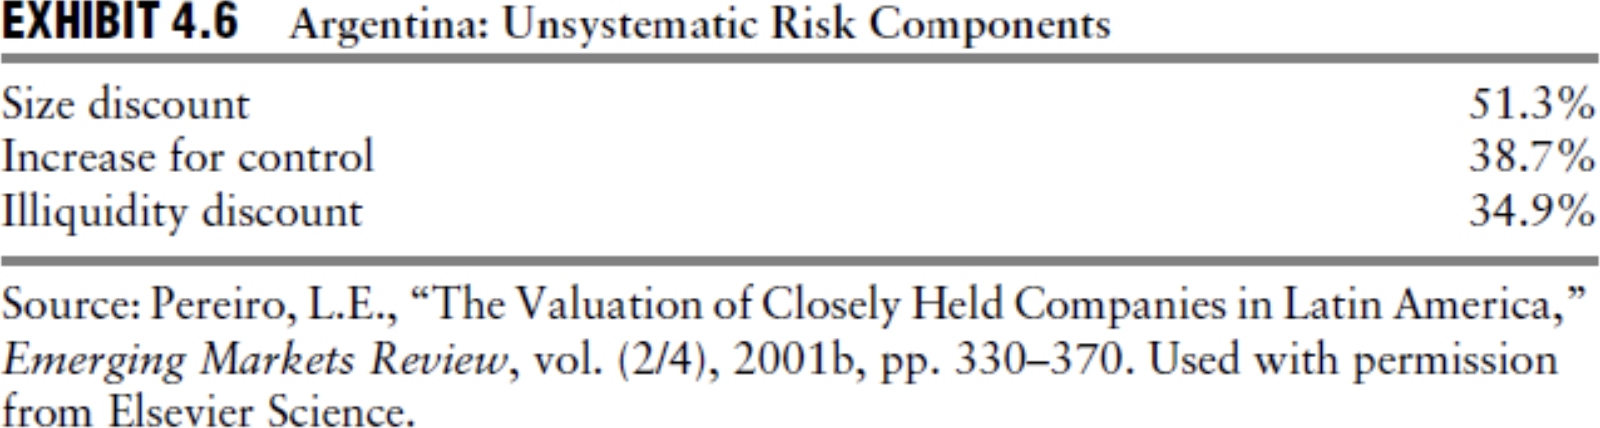 EXHIBIT 4.6 Argentina: Unsystematic Risk Components
Size discount 51.3%
Increase for control 38.7%
Illiquidity discount 34.9%
Source: Pereiro, L.E., “The Valuation of Closely Held Companies in Latin America,”
Emerging Markets Review, vol. (2/4), 2001b, pp. 330–370. Used with permission
from Elsevier Science.